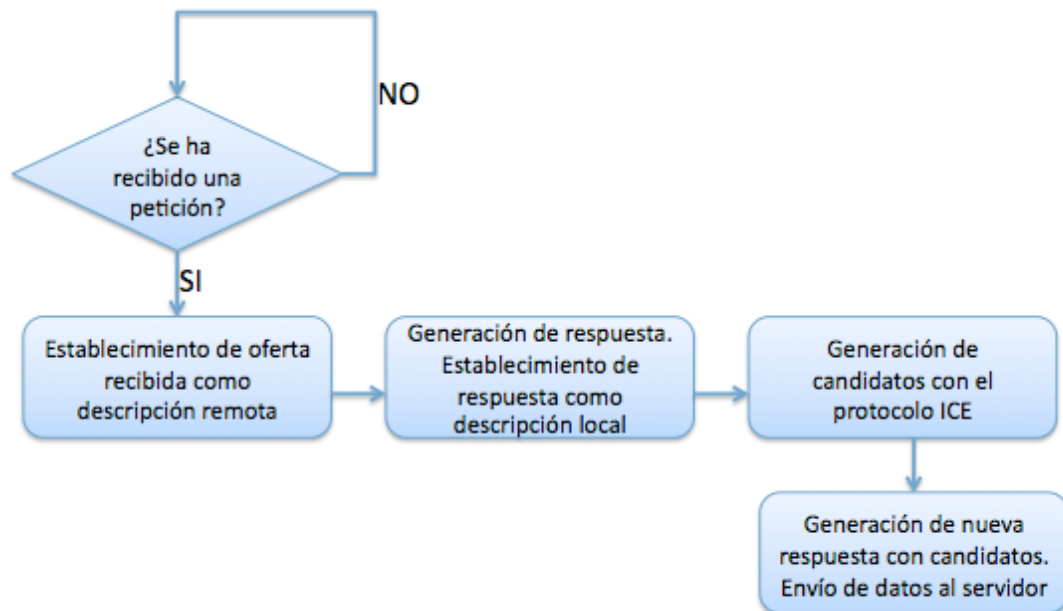 NO
¿Se ha
recibido una
petición?
SI
Establecimiento de oferta
recibida como
descripción remota
Generación de respuesta.
Establecimiento de
respuesta como
descripción local
Generación de
candidatos con el
protocolo ICE
Generación de nueva
respuesta con candidatos.
Envío de datos al servidor